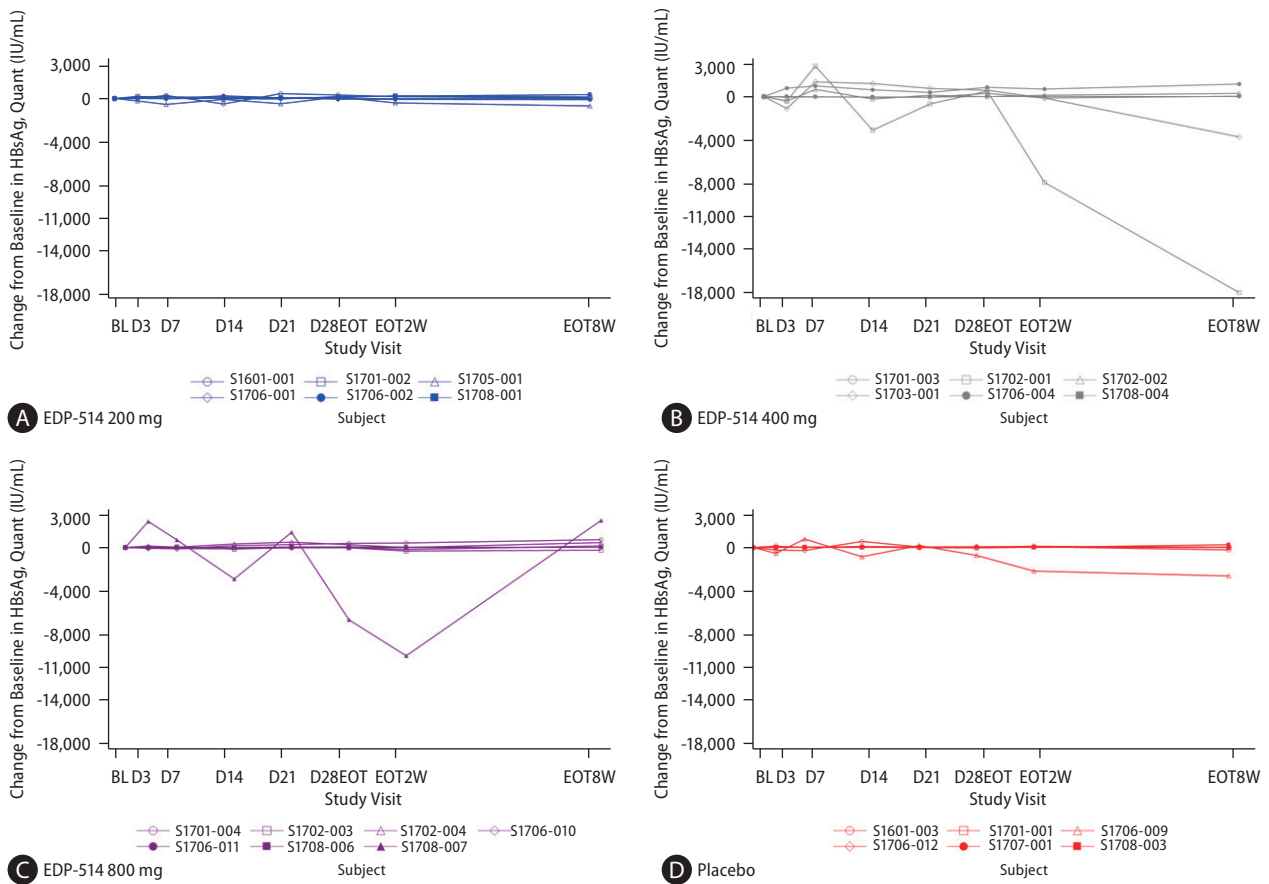 Change from Baseline in HBsAg, Quant (IU/mL)
3,000
0
-4,000
-8,000
-11,000
-14,000
-18,000
BL D3 D7 D14 D21 D28EOT EOT2W EOT8W
Study Visit
S1601-001 S1701-002 S1705-001
S1706-001 S1706-002 S1708-001
A EDP-514 200 mg Subject
Change from Baseline in HBsAg, Quant (IU/mL)
3,000
0
-4,000
-8,000
-11,000
-14,000
-18,000
BL D3 D7 D14 D21 D28EOT EOT2W EOT8W
Study Visit
S1701-003 S1702-001 S1702-002
S1703-001 S1706-004 S1708-004
B EDP-514 400 mg Subject
Change from Baseline in HBsAg, Quant (IU/mL)
3,000
0
-4,000
-8,000
-11,000
-14,000
-18,000
BL D3 D7 D14 D21 D28EOT EOT2W EOT8W
Study Visit
S1701-004 S1702-003 S1702-004 S1706-010
S1706-011 S1708-006 S1708-007
C EDP-514 800 mg Subject
Change from Baseline in HBsAg, Quant (IU/mL)
3,000
0
-4,000
-8,000
-11,000
-14,000
-18,000
BL D3 D7 D14 D21 D28EOT EOT2W EOT8W
Study Visit
S1601-003 S1701-001 S1706-009
S1706-012 S1707-001 S1708-003
D Placebo Subject